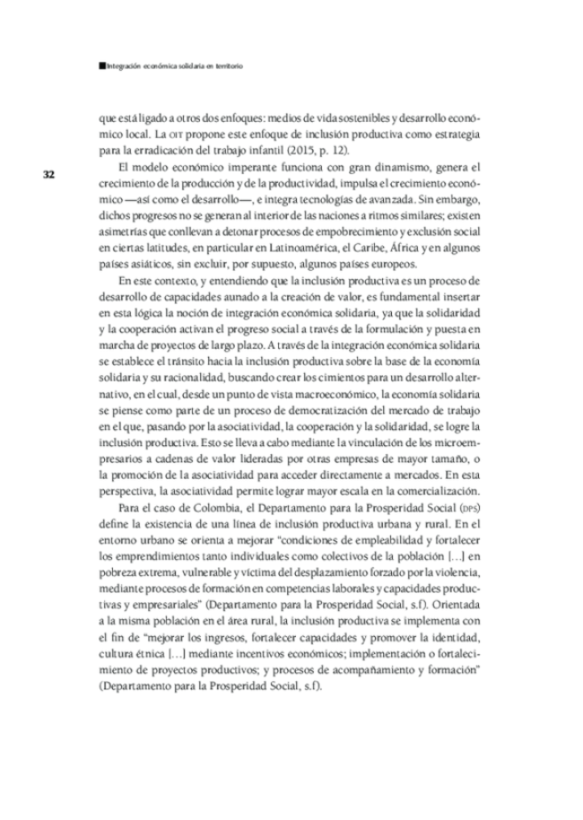 Integración económica solidaria en territorio
que está ligado a otros dos enfoques: medios de vida sostenibles y desarrollo econó-
mico local. La OIT propone este enfoque de inclusión productiva como estrategia
para la erradicación del trabajo infantil (2015, p. 12).
32
El modelo económico imperante funciona con gran dinamismo, genera el
crecimiento de la producción y de la productividad, impulsa el crecimiento econó-
mico —así como el desarrollo—, e integra tecnologías de avanzada. Sin embargo,
dichos progresos no se generan al interior de las naciones a ritmos similares; existen
asimetrías que conllevan a detonar procesos de empobrecimiento y exclusión social
en ciertas latitudes, en particular en Latinoamérica, el Caribe, África y en algunos
países asiáticos, sin excluir, por supuesto, algunos países europeos.
En este contexto, y entendiendo que la inclusión productiva es un proceso de
desarrollo de capacidades aunado a la creación de valor, es fundamental insertar
en esta lógica la noción de integración económica solidaria, ya que la solidaridad
y la cooperación activan el progreso social a través de la formulación y puesta en
marcha de proyectos de largo plazo. A través de la integración económica solidaria
se establece el tránsito hacia la inclusión productiva sobre la base de la economía
solidaria y su racionalidad, buscando crear los cimientos para un desarrollo alter-
nativo, en el cual, desde un punto de vista macroeconómico, la economía solidaria
se piense como parte de un proceso de democratización del mercado de trabajo
en el que, pasando por la asociatividad, la cooperación y la solidaridad, se logre la
inclusión productiva. Esto se lleva a cabo mediante la vinculación de los microem-
presarios a cadenas de valor lideradas por otras empresas de mayor tamaño, o
la promoción de la asociatividad para acceder directamente a mercados. En esta
perspectiva, la asociatividad permite lograr mayor escala en la comercialización.
Para el caso de Colombia, el Departamento para la Prosperidad Social (DPS)
define la existencia de una línea de inclusión productiva urbana y rural. En el
entorno urbano se orienta a mejorar “condiciones de empleabilidad y fortalecer
los emprendimientos tanto individuales como colectivos de la población [...] en
pobreza extrema, vulnerable y víctima del desplazamiento forzado por la violencia,
mediante procesos de formación en competencias laborales y capacidades produc-
tivas y empresariales” (Departamento para la Prosperidad Social, s.f). Orientada
a la misma población en el área rural, la inclusión productiva se implementa con
el fin de “mejorar los ingresos, fortalecer capacidades y promover la identidad,
cultura étnica [...] mediante incentivos económicos; implementación o fortaleci-
miento de proyectos productivos; y procesos de acompañamiento y formación”
(Departamento para la Prosperidad Social, s.f).